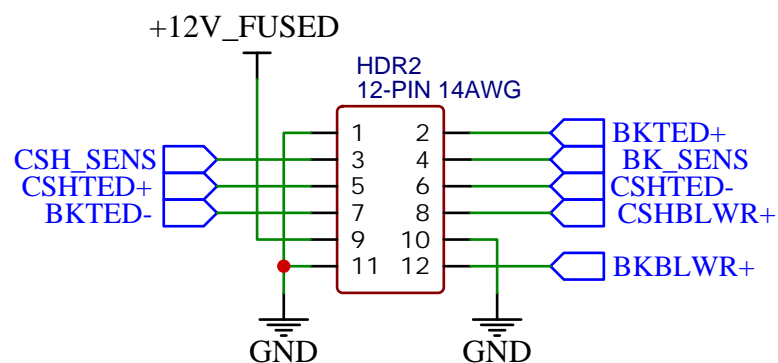 +12V_FUSED
HDR2
12-PIN 14AWG
1 2 BKTED+
CSH_SENS 3 4 BK_SENS
CSHTED+ 5 6 CSHTED-
BKTED- 7 8 CSHBLWR+
9 10
11 12 BKBLWR+
GND GND